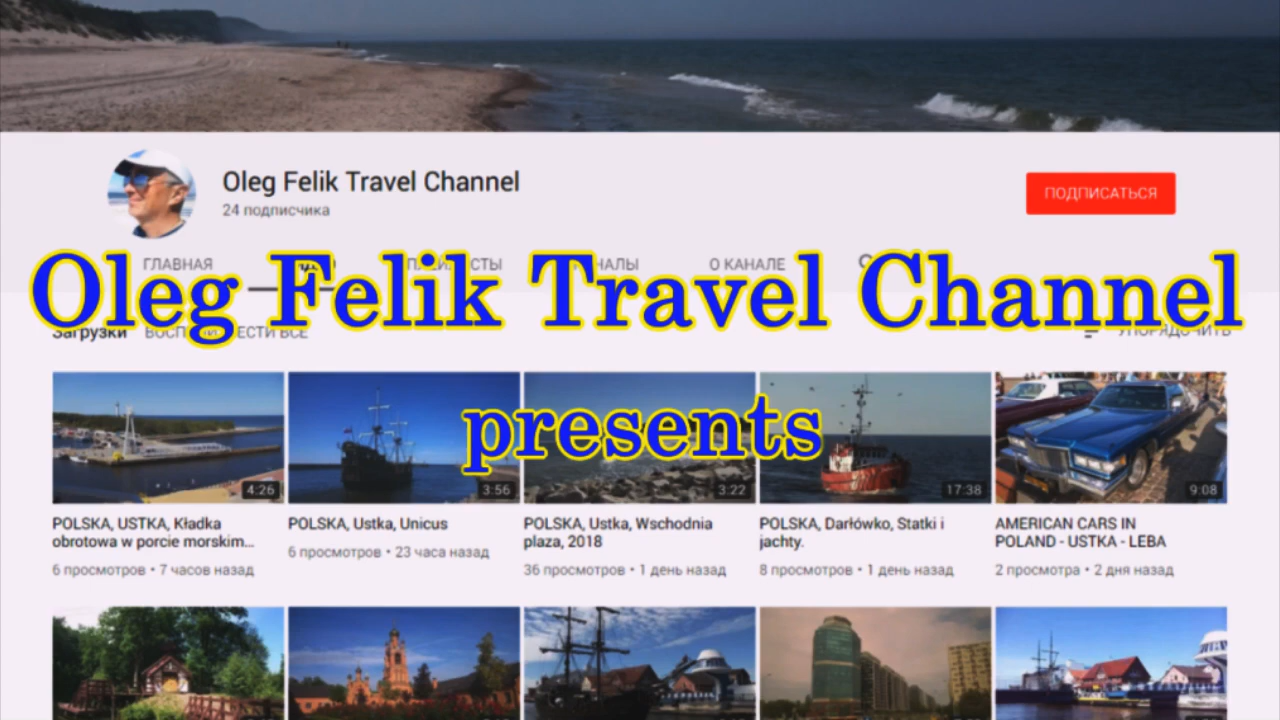 Oleg Felik Travel Channel
24 подписчика
ПОДПИСАТЬСЯ
ГЛАВНАЯ О КАНАЛЕ
Oleg Felik Travel Channel
Загрузки УПОРЯДОЧИТЬ
presents
4:26 3:56 3:22 17:38 9:08
POLSKA, USTKA, Kładka
obrotowa w porcie morskim...
6 просмотров • 7 часов назад
POLSKA, Ustka, Unicus
6 просмотров • 23 часа назад
POLSKA, Ustka, Wschodnia
plaza, 2018
36 просмотров • 1 день назад
POLSKA, Darłówko, Statki i
jachty.
8 просмотров • 1 день назад
AMERICAN CARS IN
POLAND - USTKA - LEBA
2 просмотра • 2 дня назад